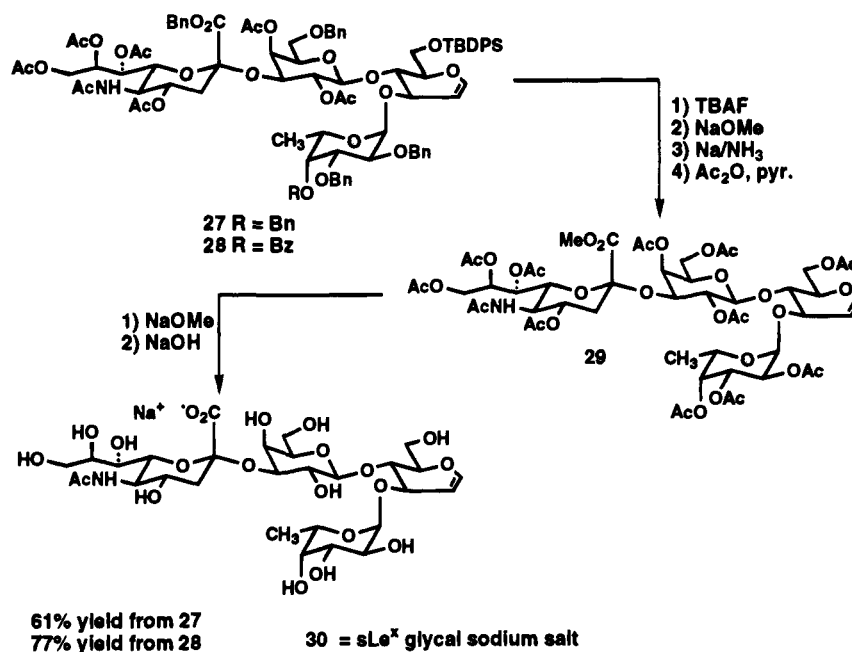 BnO₂C AcO OBn OTBDPS
AcO OAc
AcO O O O O O
AcNH AcO OAc O
CH₃ O OBn
OBn
RO
27 R = Bn
28 R = Bz
1) TBAF
2) NaOMe
3) Na/NH₃
4) Ac₂O, pyr.
MeO₂C AcO OAc OAc
AcO OAc
AcO O O O O O
AcNH AcO OAc O
29
CH₃ O OAc
AcO OAc
1) NaOMe
2) NaOH
Na⁺ ⁻O₂C HO OH OH
HO OH
HO O O O O O
AcNH HO OH O
CH₃ O OH
HO OH
61% yield from 27
77% yield from 28
30 = sLeˣ glycal sodium salt